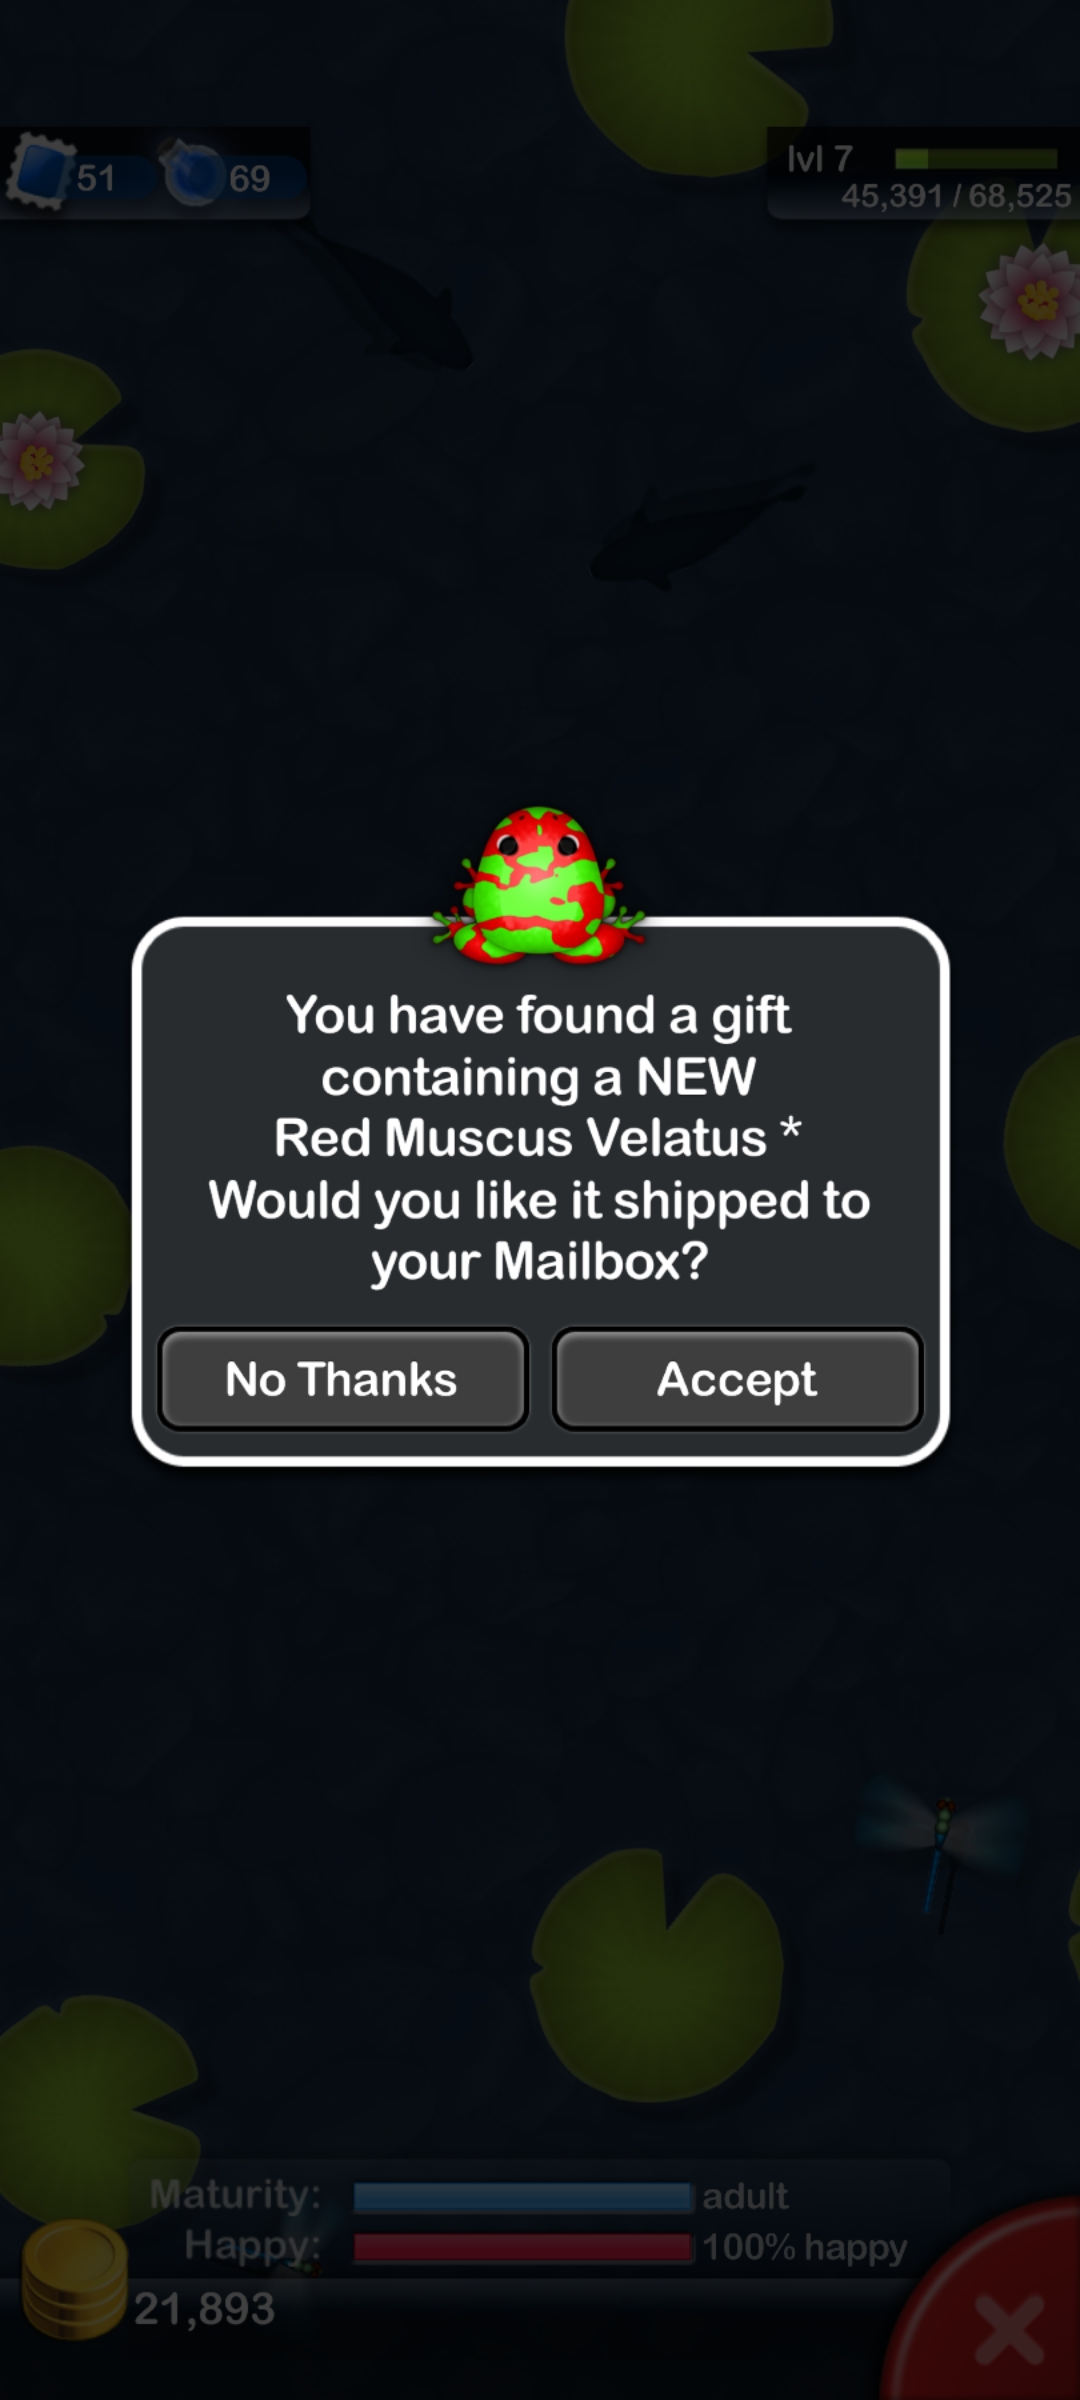 51 69
lvl 7
45,391 / 68,525
You have found a gift
containing a NEW
Red Muscus Velatus *
Would you like it shipped to
your Mailbox?
No Thanks Accept
Maturity: adult
Happy: 100% happy
21,893